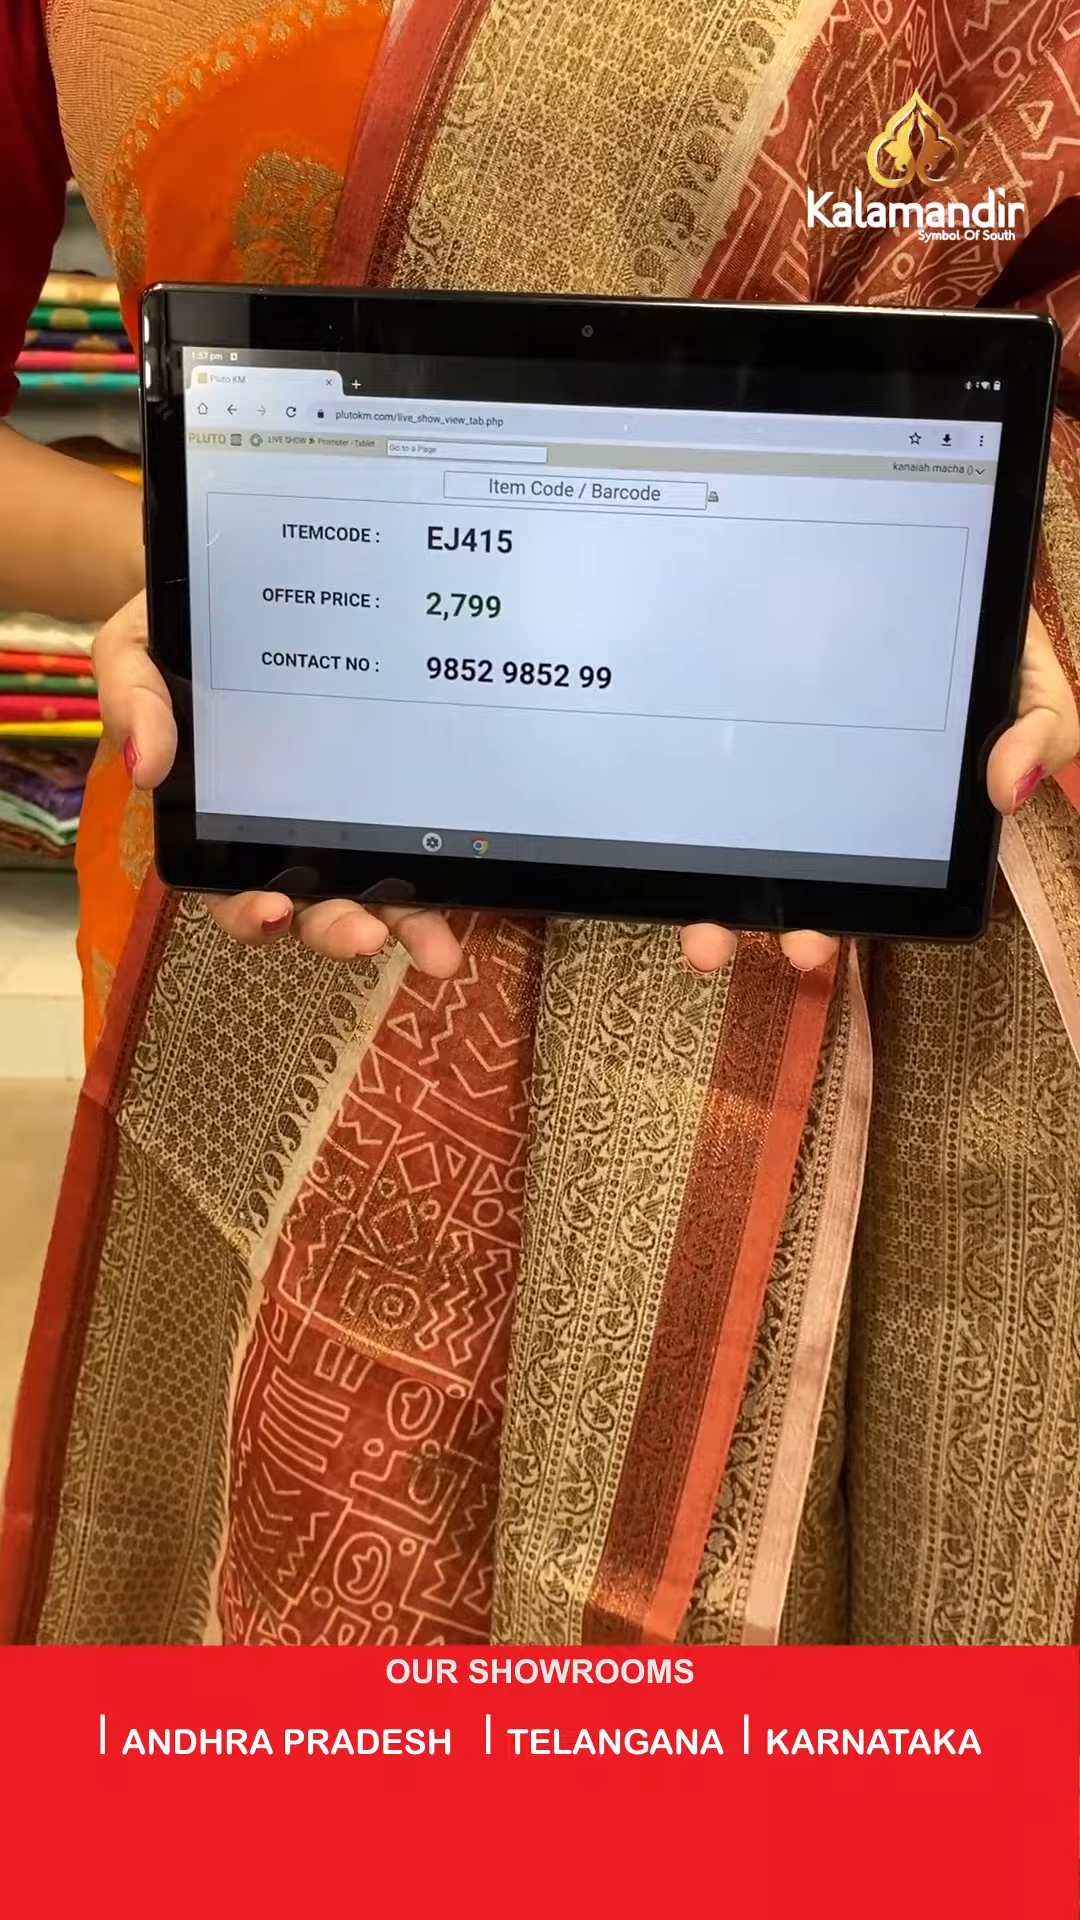 Kalamandir
Symbol Of South
1:57 pm
Pluto KM
plutokm.com/live_show_view_tab.php
PLUTO
LIVE SHOW » Promoter - Tablet
Go to a Page
kanaiah.macha ()
Item Code / Barcode
ITEMCODE : EJ415
OFFER PRICE : 2,799
CONTACT NO : 9852 9852 99
OUR SHOWROOMS
| ANDHRA PRADESH | TELANGANA | KARNATAKA